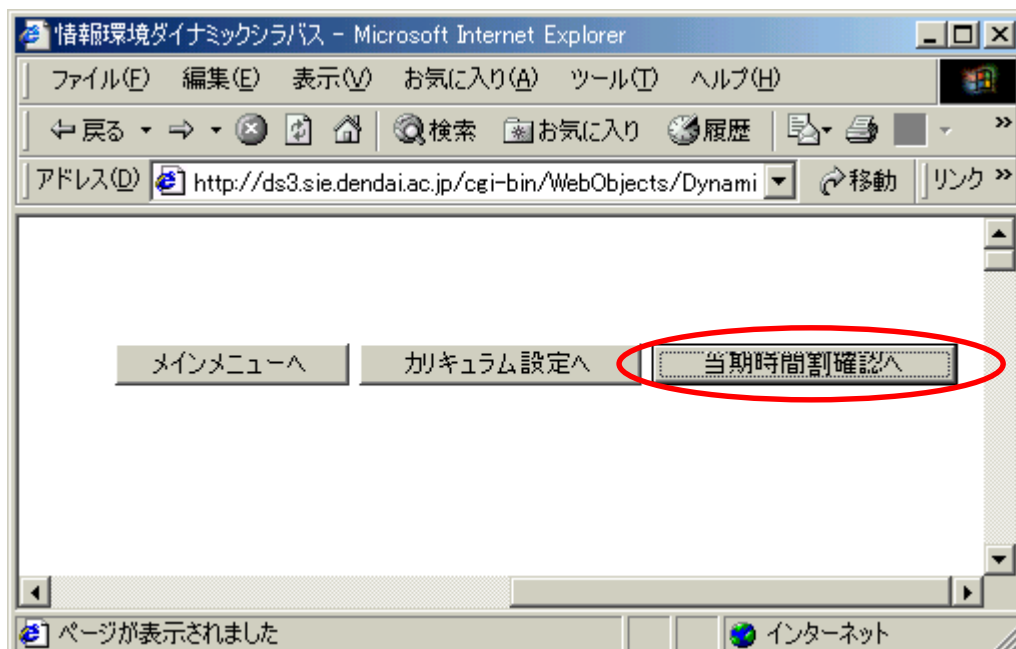 情報環境ダイナミックシラバス - Microsoft Internet Explorer
ファイル(F) 編集(E) 表示(V) お気に入り(A) ツール(T) ヘルプ(H)
戻る 検索 お気に入り 履歴 »
アドレス(D) http://ds3.sie.dendai.ac.jp/cgi-bin/WebObjects/Dynami 移動 リンク »
メインメニューへ カリキュラム設定へ 当期時間割確認へ
ページが表示されました インターネット